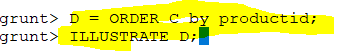 grunt> D = ORDER C by productid;
grunt> ILLUSTRATE D;